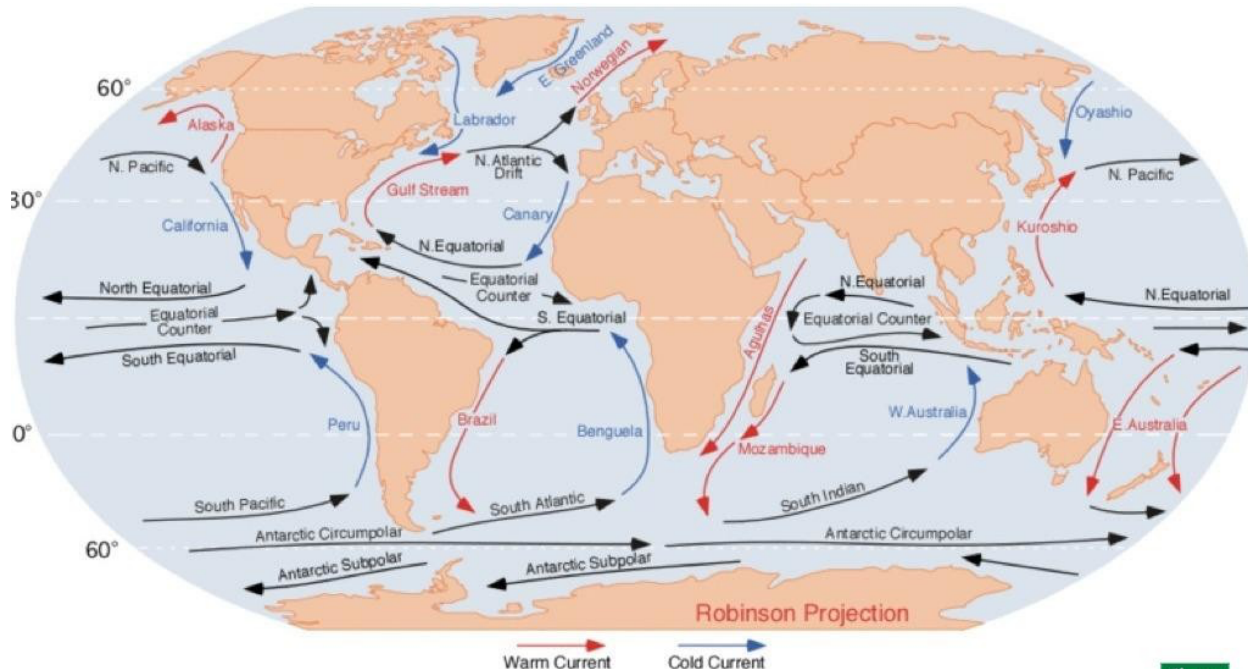 60°
E. Greenland
Norwegian
Labrador
Alaska
Oyashio
N. Pacific
N. Atlantic
Drift
N. Pacific
30°
Gulf Stream
California
Canary
Kuroshio
N.Equatorial
North Equatorial
Equatorial
Counter
N.Equatorial
N.Equatorial
Equatorial
Counter
S. Equatorial
Equatorial Counter
South Equatorial
Agulhas
South
Equatorial
Peru
Brazil
Benguela
W.Australia
E.Australia
0°
Mozambique
South Pacific
South Atlantic
South Indian
Antarctic Circumpolar
Antarctic Circumpolar
60°
Antarctic Subpolar
Antarctic Subpolar
Robinson Projection
Warm Current
Cold Current